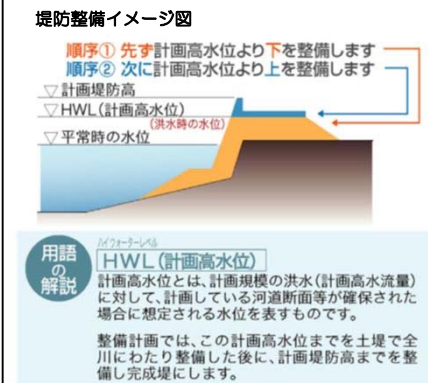 堤防整備イメージ図
順序① 先ず計画高水位より下を整備します
順序② 次に計画高水位より上を整備します
▽計画堤防高
▽HWL(計画高水位)
(洪水時の水位)
▽平常時の水位
用語
の
解説
ハイウォーターレベル
HWL(計画高水位)
計画高水位とは、計画規模の洪水(計画高水流量)
に対して、計画している河道断面等が確保された
場合に想定される水位を表すものです。
整備計画では、この計画高水位までを土堤で全
川にわたり整備した後に、計画堤防高までを整
備し完成堤にします。